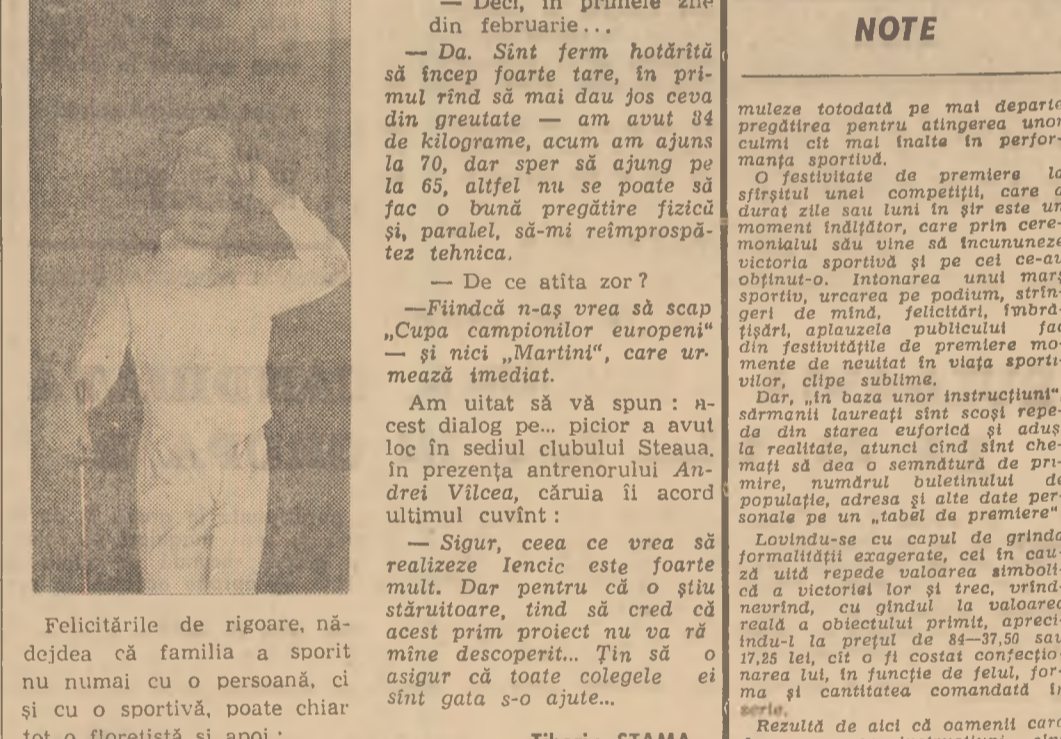 Felicitările de rigoare, nă-
dejdea că familia a sporit
nu numai cu o persoană, ci
și cu o sportivă, poate chiar
tot o floretistă și apoi :
— Deci, în primele zile
din februarie...
— Da. Sînt ferm hotărîtă
să încep foarte tare, în pri-
mul rînd să mai dau jos ceva
din greutate — am avut 84
de kilograme, acum am ajuns
la 70, dar sper să ajung pe
la 65, altfel nu se poate să
fac o bună pregătire fizică
și, paralel, să-mi reîmprospă-
tez tehnica.
— De ce atîta zor ?
—Fiindcă n-aș vrea să scap
„Cupa campionilor europeni“
— și nici „Martini“, care ur-
mează imediat.
Am uitat să vă spun : a-
cest dialog pe... picior a avut
loc în sediul clubului Steaua,
în prezența antrenorului An-
drei Vîlcea, căruia îi acord
ultimul cuvînt :
— Sigur, ceea ce vrea să
realizeze Iencic este foarte
mult. Dar pentru că o știu
stăruitoare, tind să cred că
acest prim proiect nu va ră
mîne descoperit... Țin să o
asigur că toate colegele ei
sînt gata s-o ajute...
STAMA
NOTE
muleze totodată pe mai departe
pregătirea pentru atingerea unor
culmi cît mai înalte în perfor-
manța sportivă.
O festivitate de premiere la
sfîrșitul unei competiții, care a
durat zile sau luni în șir este un
moment înălțător, care prin cere-
monialul său vine să încununeze
victoria sportivă și pe cei ce-au
obținut-o. Intonarea unui marș
sportiv, urcarea pe podium, strîn-
geri de mînă, felicitări, îmbră-
țișări, aplauzele publicului fac
din festivitățile de premiere mo-
mente de neuitat în viața sporti-
vilor, clipe sublime.
Dar, „în baza unor instrucțiuni“,
sărmanii laureați sînt scoși repe-
de din starea euforică și aduși
la realitate, atunci cînd sînt che-
mați să dea o semnătură de pri-
mire, numărul buletinului de
populație, adresa și alte date per-
sonale pe un „tabel de premiere“
Lovindu-se cu capul de grinda
formalității exagerate, cei în cau-
ză uită repede valoarea simboli-
că a victoriei lor și trec, vrînd-
nevrînd, cu gîndul la valoarea
reală a obiectului primit, apreci-
indu-l la prețul de 84—37,50 sau
17,25 lei, cît o fi costat confecțio-
narea lui, în funcție de felul, for-
ma și cantitatea comandată în
serie.
Rezultă de aici că oamenii care